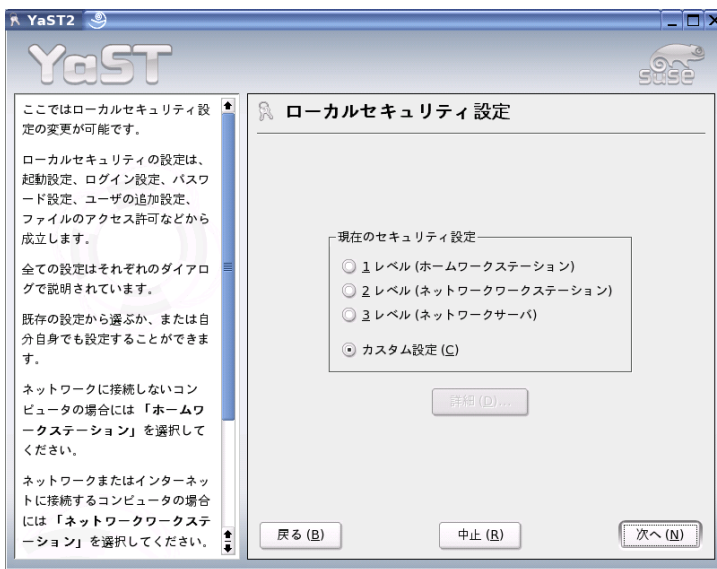 YaST2
YaST
SUSE
ここではローカルセキュリティ設
定の変更が可能です.
ローカルセキュリティの設定は、
起動設定、ログイン設定、パスワ
ード設定、ユーザの追加設定、
ファイルのアクセス許可などから
成立します.
全ての設定はそれぞれのダイアロ
グで説明されています.
既存の設定から選ぶか、または自
分自身でも設定することができま
す.
ネットワークに接続しないコン
ピュータの場合には 「ホームワ
ークステーション」を選択して
ください.
ネットワークまたはインターネッ
トに接続するコンピュータの場合
には 「ネットワークワークステ
ーション」を選択してください.
ローカルセキュリティ設定
現在のセキュリティ設定
1 レベル (ホームワークステーション)
2 レベル (ネットワークワークステーション)
3 レベル (ネットワークサーバ)
カスタム設定 (C)
詳細 (D)...
戻る (B)
中止 (R)
次へ (N)